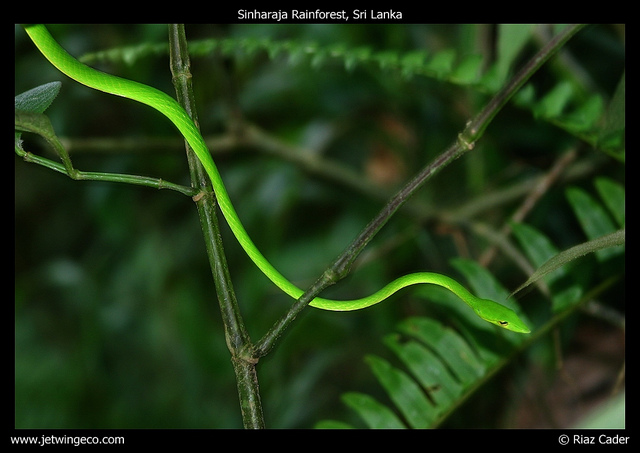 Sinharaja Rainforest, Sri Lanka
www.jetwingeco.com
© Riaz Cader